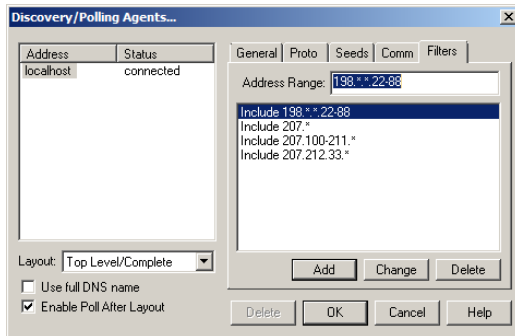 Discovery/Polling Agents...
Address Status
localhost connected
Layout: Top Level/Complete
Use full DNS name
Enable Poll After Layout
General Proto Seeds Comm Filters
Address Range: 198.*.*.22-88
Include 198.*.*.22-88
Include 207.*
Include 207.100-211.*
Include 207.212.33.*
Add Change Delete
Delete OK Cancel Help